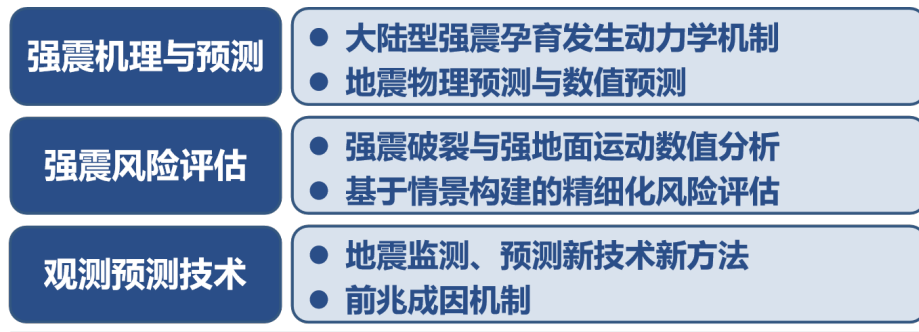 强震机理与预测
● 大陆型强震孕育发生动力学机制
● 地震物理预测与数值预测
强震风险评估
● 强震破裂与强地面运动数值分析
● 基于情景构建的精细化风险评估
观测预测技术
● 地震监测、预测新技术新方法
● 前兆成因机制